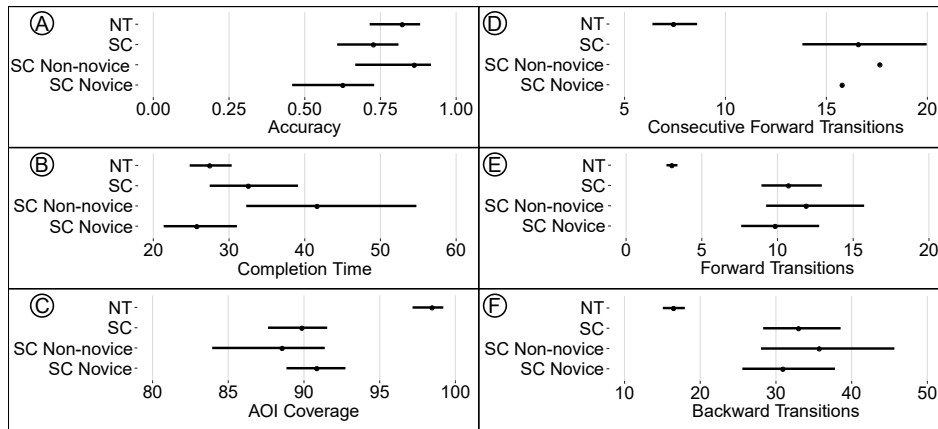 A
NT
SC
SC Non-novice
SC Novice
0.00 0.25 0.50 0.75 1.00
Accuracy
B
NT
SC
SC Non-novice
SC Novice
20 30 40 50 60
Completion Time
C
NT
SC
SC Non-novice
SC Novice
80 85 90 95 100
AOI Coverage
D
NT
SC
SC Non-novice
SC Novice
5 10 15 20
Consecutive Forward Transitions
E
NT
SC
SC Non-novice
SC Novice
0 5 10 15 20
Forward Transitions
F
NT
SC
SC Non-novice
SC Novice
10 20 30 40 50
Backward Transitions